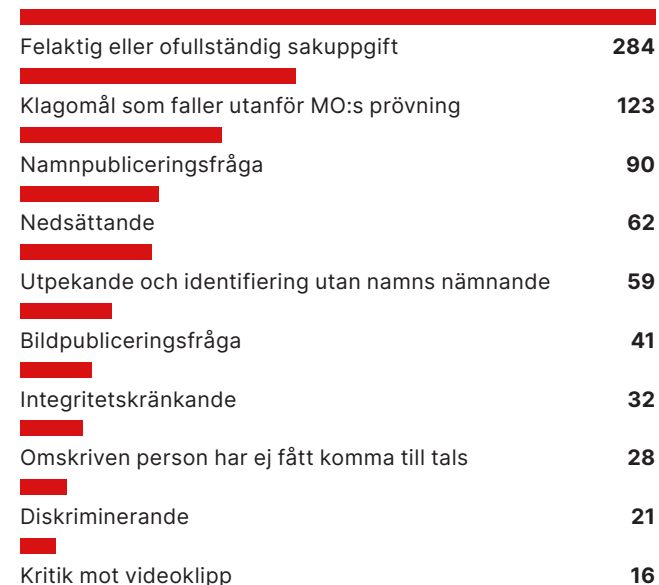 Felaktig eller ofullständig sakuppgift 284
Klagomål som faller utanför MO:s prövning 123
Namnpubliceringsfråga 90
Nedsättande 62
Utpekande och identifiering utan namns nämnande 59
Bildpubliceringsfråga 41
Integritetskränkande 32
Omskriven person har ej fått komma till tals 28
Diskriminerande 21
Kritik mot videoklipp 16